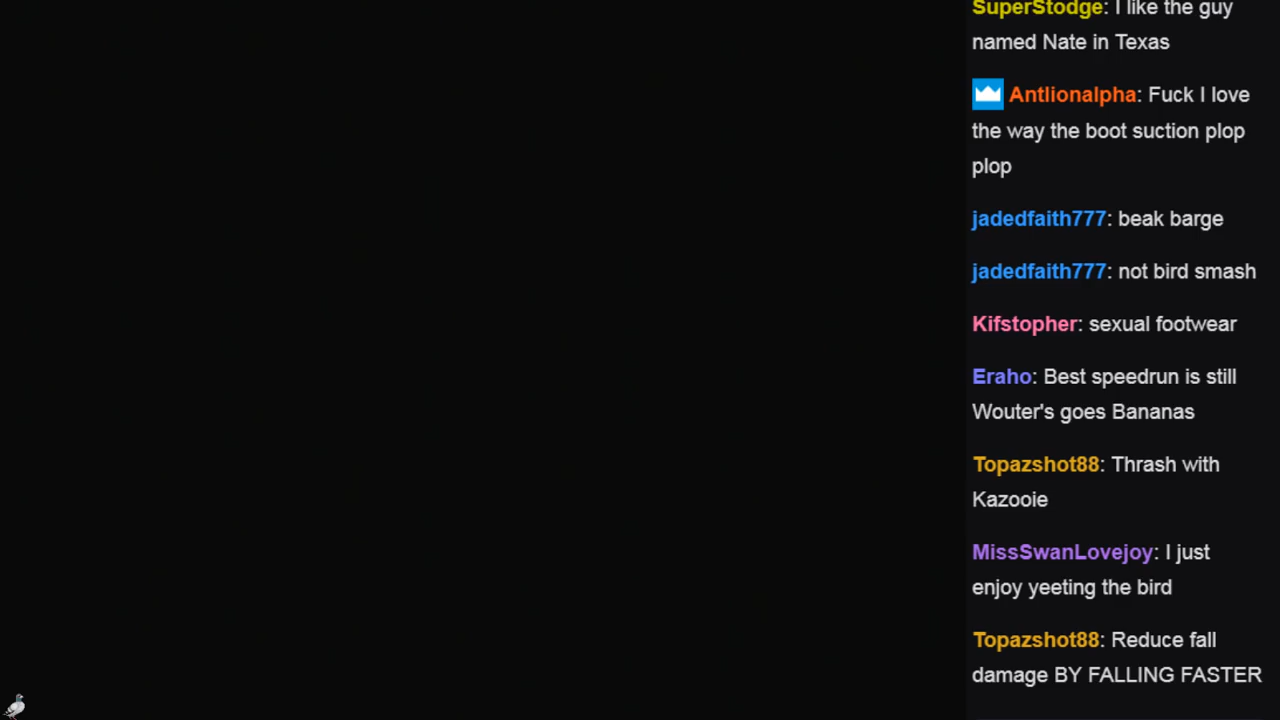 SuperStodge: I like the guy
named Nate in Texas
Antlionalpha: Fuck I love
the way the boot suction plop
plop
jadedfaith777: beak barge
jadedfaith777: not bird smash
Kifstopher: sexual footwear
Eraho: Best speedrun is still
Wouter's goes Bananas
Topazshot88: Thrash with
Kazooie
MissSwanLovejoy: I just
enjoy yeeting the bird
Topazshot88: Reduce fall
damage BY FALLING FASTER